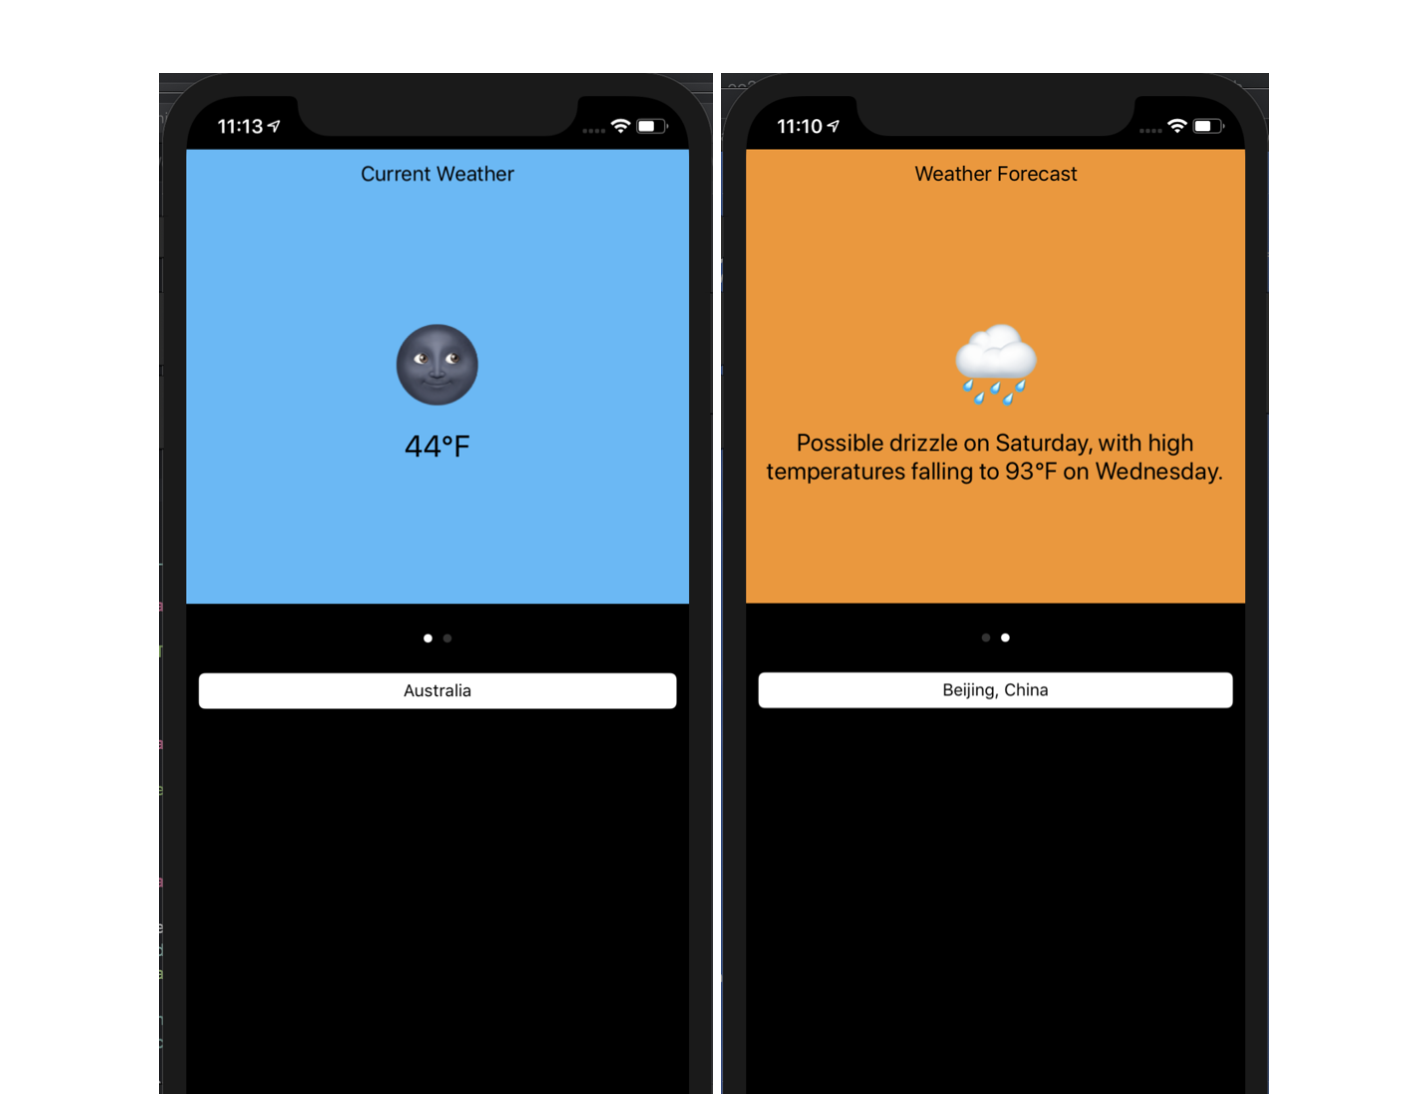 11:13
Current Weather
44°F
Australia
11:10
Weather Forecast
Possible drizzle on Saturday, with high
temperatures falling to 93°F on Wednesday.
Beijing, China